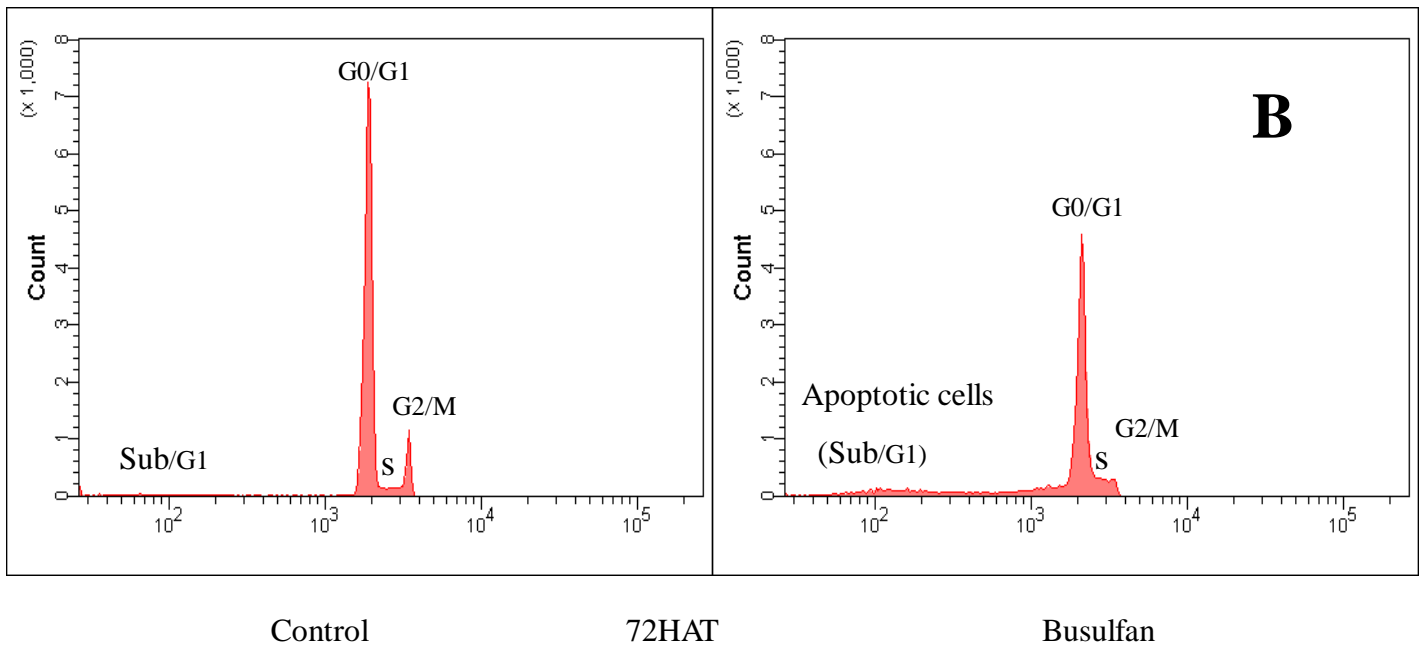 (x 1,000)
Count
8
7
6
5
4
3
2
1
0
G0/G1
G2/M
Sub/G1
S
10^2
10^3
10^4
10^5
(x 1,000)
Count
8
7
6
5
4
3
2
1
0
B
G0/G1
Apoptotic cells
(Sub/G1)
G2/M
S
10^2
10^3
10^4
10^5
Control 72HAT Busulfan